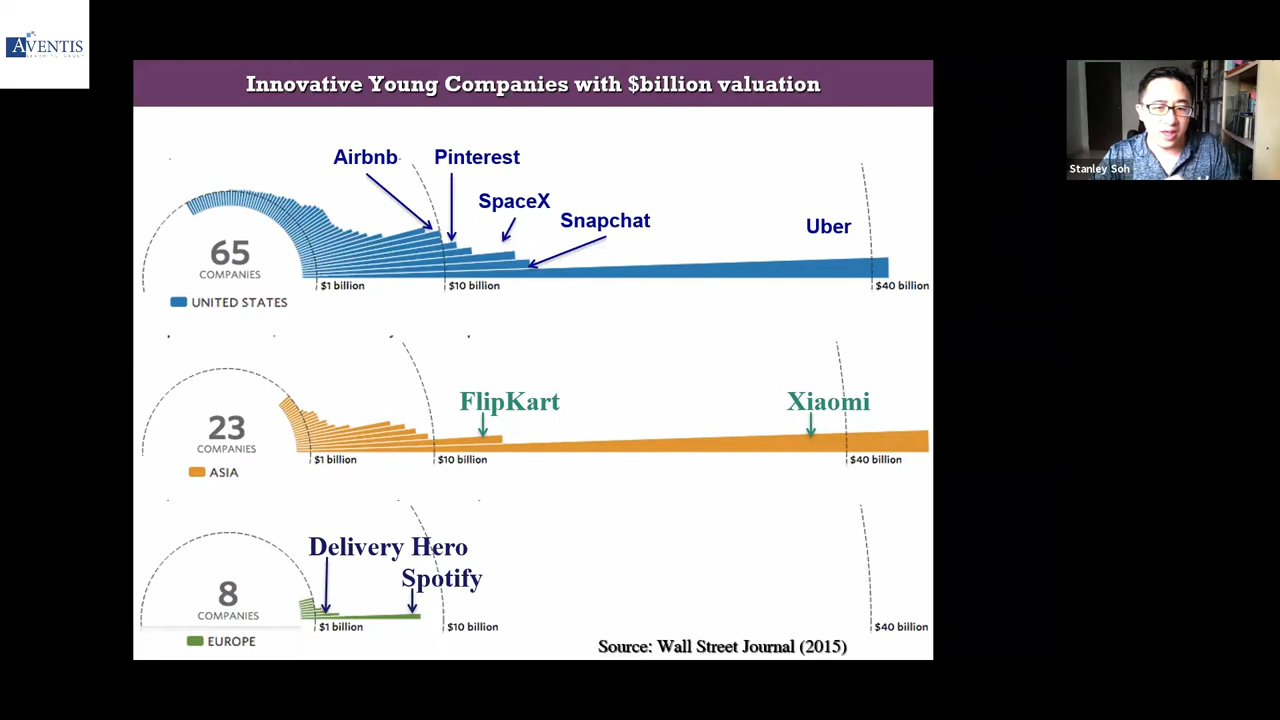 AVENTIS
Innovative Young Companies with $billion valuation
Stanley Soh
Airbnb
Pinterest
SpaceX
Snapchat
Uber
65
COMPANIES
$1 billion
$10 billion
$40 billion
UNITED STATES
FlipKart
Xiaomi
23
COMPANIES
$1 billion
$10 billion
$40 billion
ASIA
Delivery Hero
Spotify
8
COMPANIES
$1 billion
$10 billion
$40 billion
EUROPE
Source: Wall Street Journal (2015)